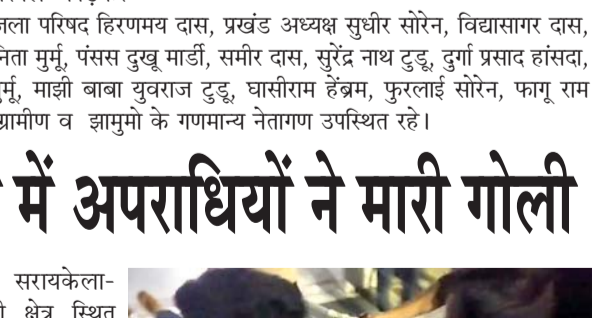 जला परिषद हिरणमय दास, प्रखंड अध्यक्ष सुधीर सोरेन, विद्यासागर दास,
निता मुर्मू, पंसस दुखू मार्डी, समीर दास, सुरेंद्र नाथ टुडू, दुर्गा प्रसाद हांसदा,
मुर्मू, माझी बाबा युवराज टुडू, घासीराम हेंब्रम, फुरलाई सोरेन, फागू राम
ग्रामीण व झामुमो के गणमान्य नेतागण उपस्थित रहे।
में अपराधियों ने मारी गोली
सरायकेला-
क्षेत्र स्थित